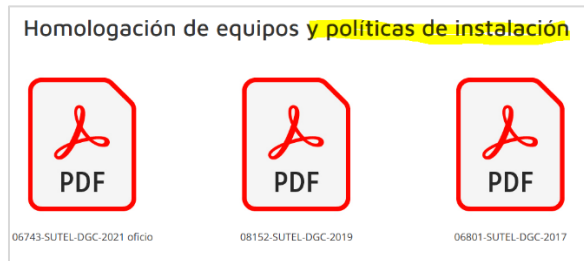 Homologación de equipos y políticas de instalación
PDF PDF PDF
06743-SUTEL-DGC-2021 oficio 08152-SUTEL-DGC-2019 06801-SUTEL-DGC-2017